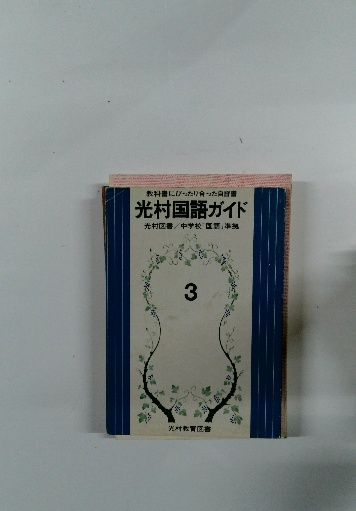 教科書にぴったり合った自習書
光村国語ガイド
光村図書/中学校「国語」準拠
3
光村教育図書